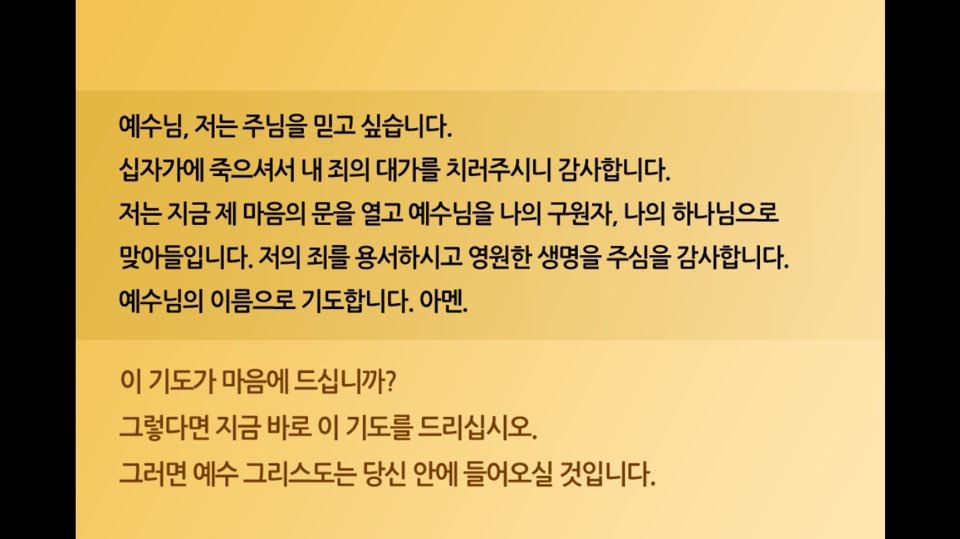 예수님, 저는 주님을 믿고 싶습니다.
십자가에 죽으셔서 내 죄의 대가를 치러주시니 감사합니다.
저는 지금 제 마음의 문을 열고 예수님을 나의 구원자, 나의 하나님으로
맞아들입니다. 저의 죄를 용서하시고 영원한 생명을 주심을 감사합니다.
예수님의 이름으로 기도합니다. 아멘.
이 기도가 마음에 드십니까?
그렇다면 지금 바로 이 기도를 드리십시오.
그러면 예수 그리스도는 당신 안에 들어오실 것입니다.